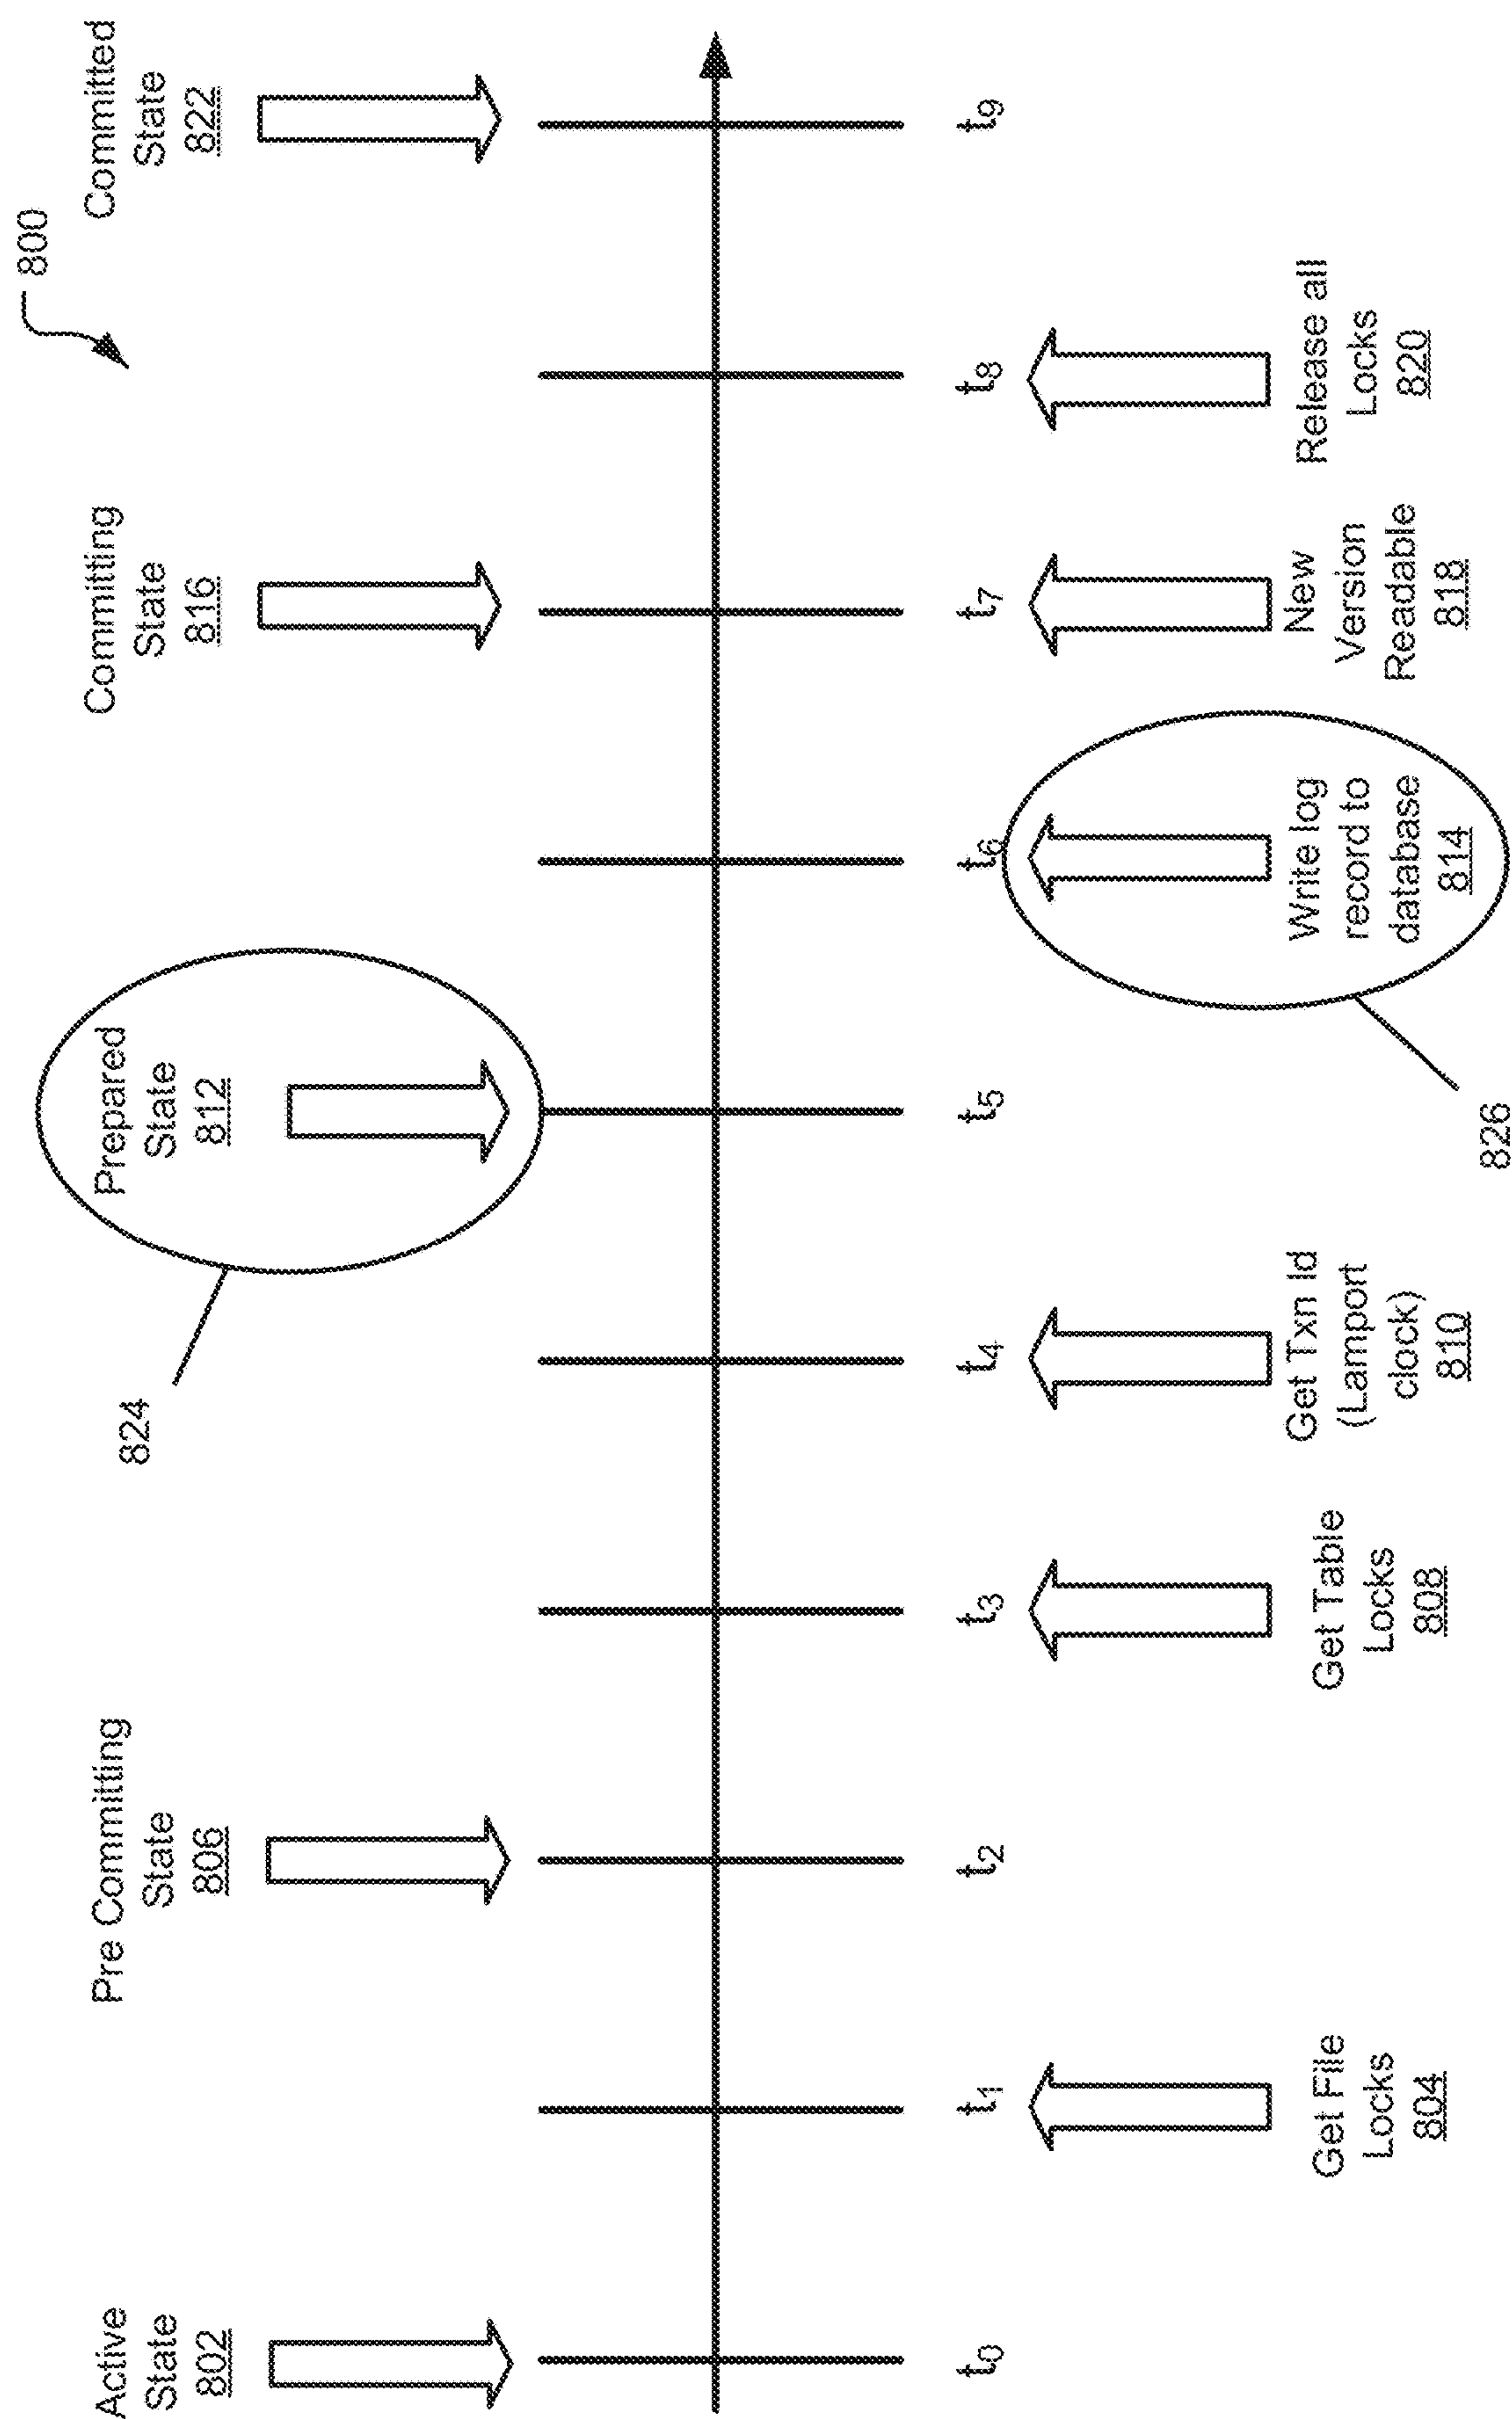 800
Active
State
802
Pre Committing
State
806
824
Prepared
State
812
Committing
State
816
Committed
State
822
t0
t1
t2
t3
t4
t5
t6
t7
t8
t9
Get File
Locks
804
Get Table
Locks
808
Get Txn Id
(Lamport
clock)
810
826
Write log
record to
database
814
New
Version
Readable
818
Release all
Locks
820